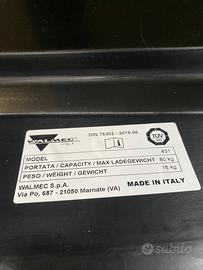 WALMEC
ITALY
DIN 75302 - 2019-06
TÜV
MODEL 431
PORTATA / CAPACITY / MAX LADEGEWICHT 80 kg
PESO / WEIGHT / GEWICHT 16 kg
WALMEC S.p.A.
Via Po, 687 - 21050 Marnate (VA) MADE IN ITALY
subito